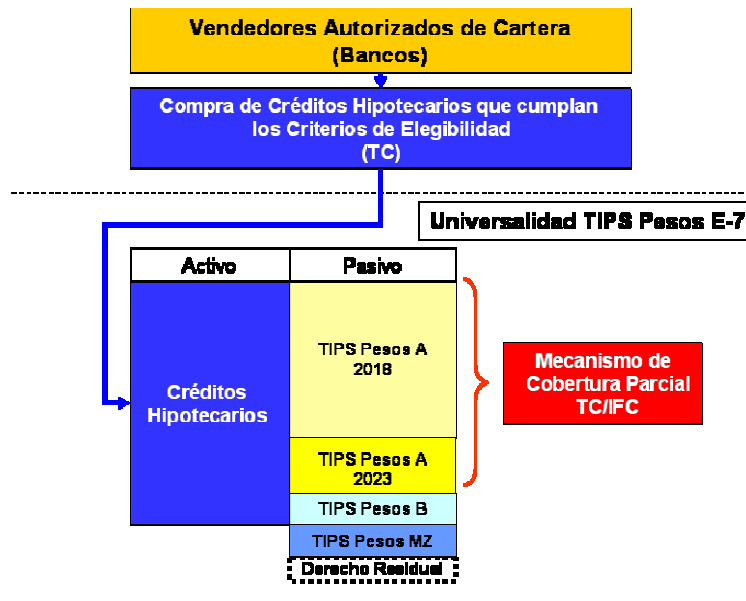 Vendedores Autorizados de Cartera
(Bancos)
Compra de Créditos Hipotecarios que cumplan
los Criterios de Elegibilidad
(TC)
Universalidad TIPS Pesos E-7
Activo
Pasivo
Créditos
Hipotecarios
TIPS Pesos A
2018
TIPS Pesos A
2023
TIPS Pesos B
TIPS Pesos MZ
Derecho Residual
Mecanismo de
Cobertura Parcial
TC/IFC